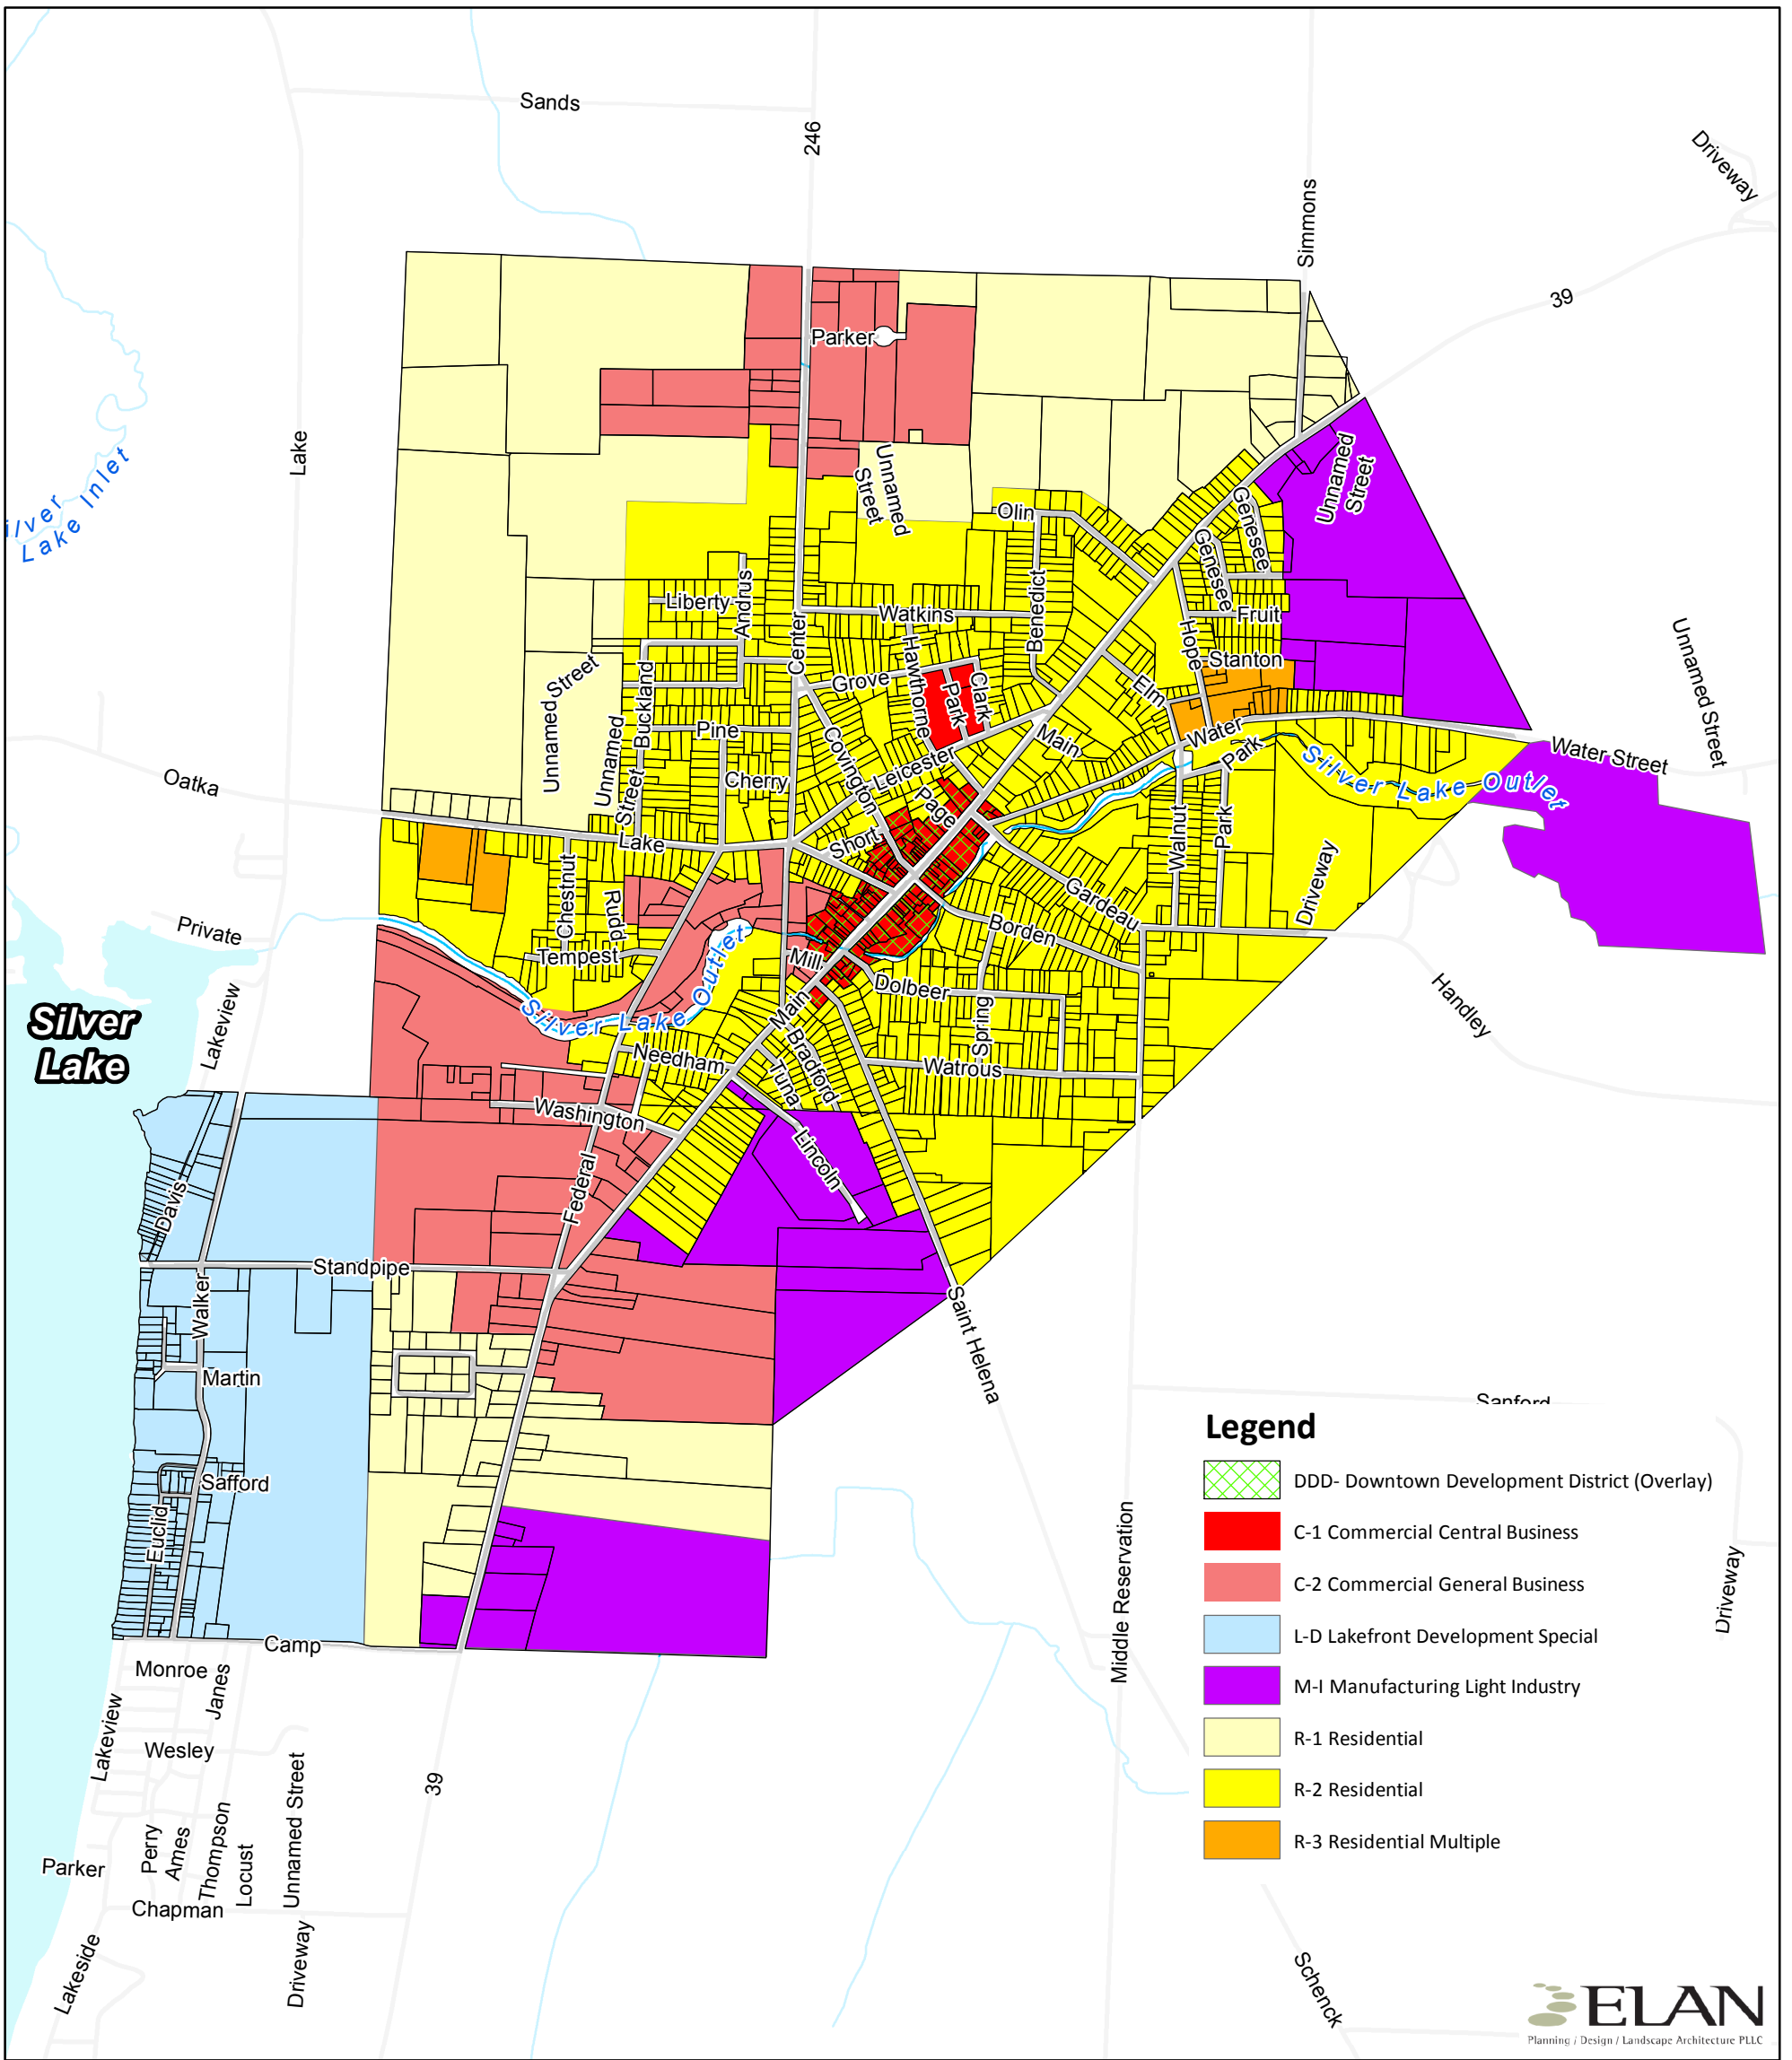 Sands
246
Simmons
Driveway
39
Parker
Lake
Silver
Lake Inlet
Unnamed
Street
Unnamed
Street
Olin
Genesee
Genesee
Benedict
Andrus
Liberty
Watkins
Fruit
Center
Hope
Hawthorne
Stanton
Unnamed Street
Unnamed Street
Buckland
Grove
Clark
Park
Elm
Pine
Covington
Main
Water
Park
Water Street
Unnamed
Street
Cherry
Leicester
Silver Lake Outlet
Oatka
Page
Lake
Short
Walnut
Park
Chestnut
Rupp
Gardeau
Driveway
Private
Borden
Tempest
Mill
Dolbeer
Handley
Silver
Lake
Lakeview
Silver Lake Outlet
Main
Spring
Needham
Bradford
Tuna
Watrous
Washington
Lincoln
Davis
Federal
Standpipe
Walker
Saint Helena
Martin
Sanford
Safford
Euclid
Middle Reservation
Driveway
Camp
Monroe
Janes
Lakeview
Wesley
39
Unnamed Street
Perry
Ames
Thompson
Locust
Parker
Chapman
Driveway
Lakeside
Schenck
Legend
DDD- Downtown Development District (Overlay)
C-1 Commercial Central Business
C-2 Commercial General Business
L-D Lakefront Development Special
M-I Manufacturing Light Industry
R-1 Residential
R-2 Residential
R-3 Residential Multiple
ELAN
Planning / Design / Landscape Architecture PLLC